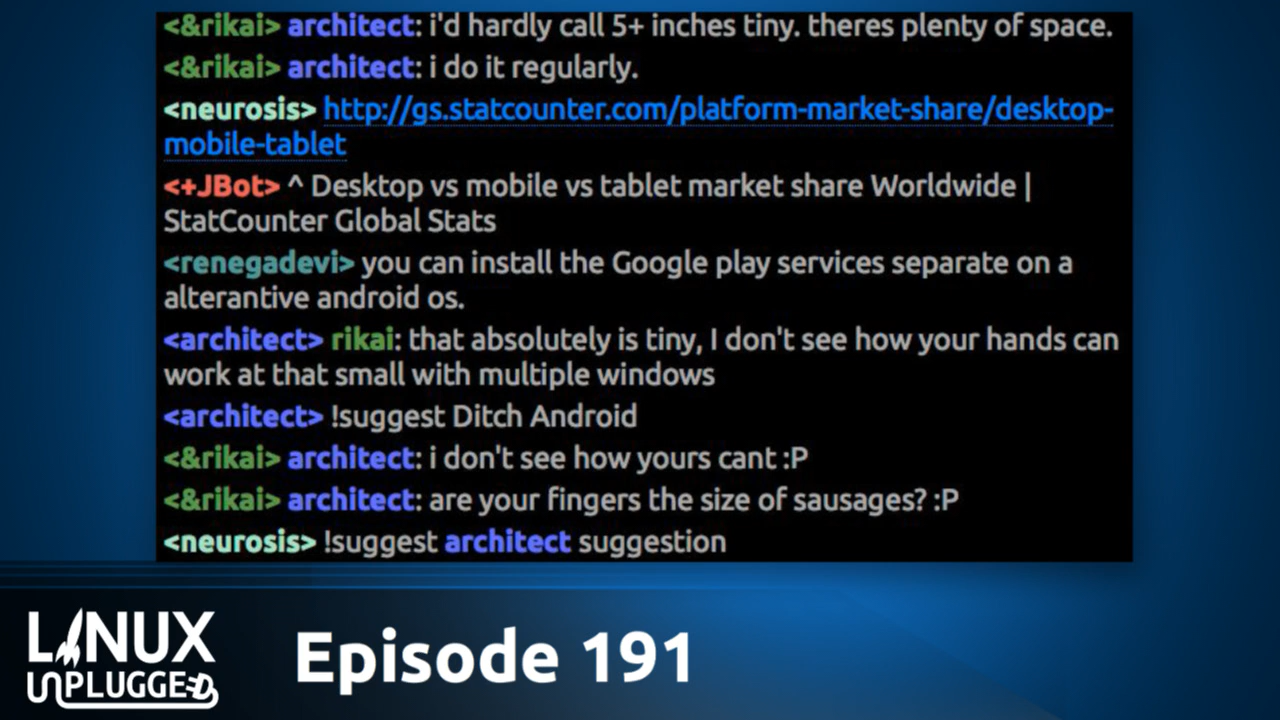 <&rikai> architect: i'd hardly call 5+ inches tiny. theres plenty of space.
<&rikai> architect: i do it regularly.
<neurosis> http://gs.statcounter.com/platform-market-share/desktop-
mobile-tablet
<+JBot> ^ Desktop vs mobile vs tablet market share Worldwide |
StatCounter Global Stats
<renegadevi> you can install the Google play services separate on a
alterantive android os.
<architect> rikai: that absolutely is tiny, I don't see how your hands can
work at that small with multiple windows
<architect> !suggest Ditch Android
<&rikai> architect: i don't see how yours cant :P
<&rikai> architect: are your fingers the size of sausages? :P
<neurosis> !suggest architect suggestion
LINUX
UNPLUGGED
Episode 191